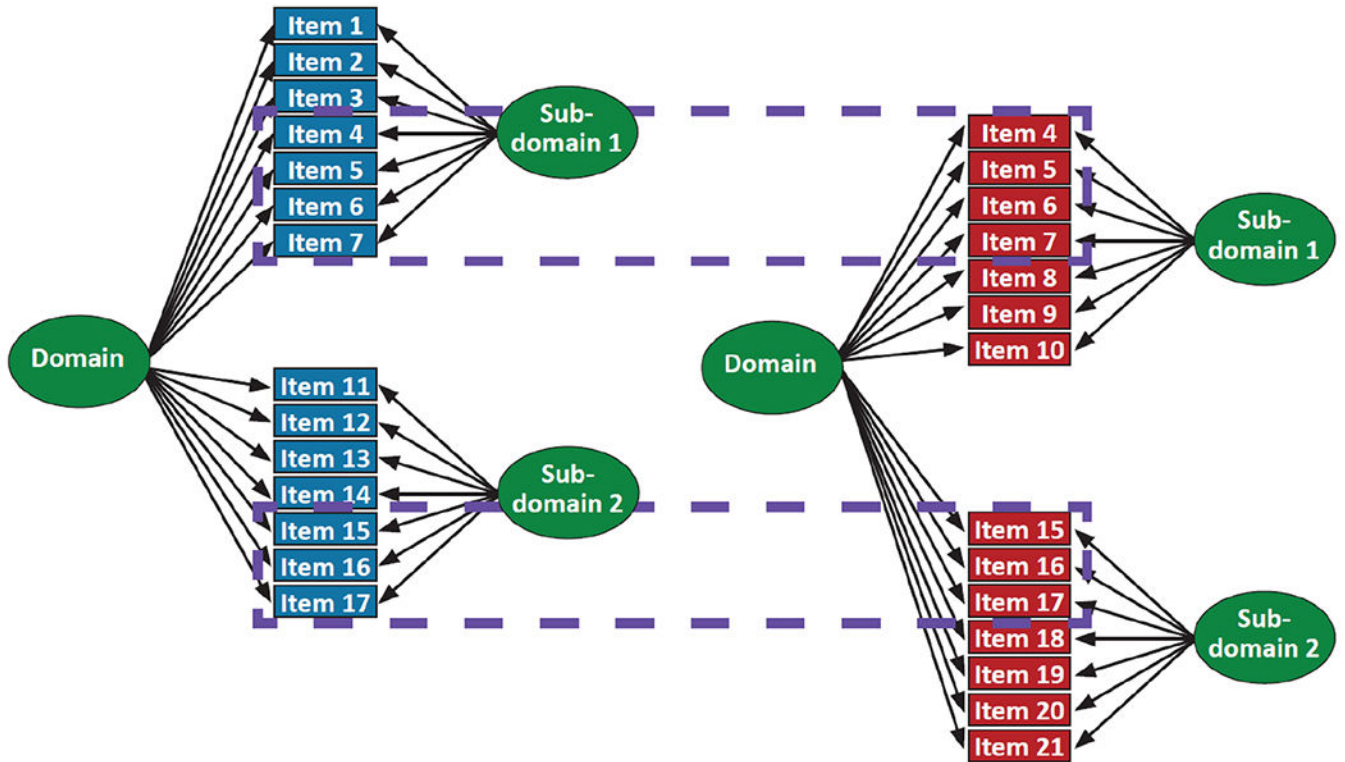 Item 1
Item 2
Item 3
Item 4
Item 5
Item 6
Item 7
Sub-
domain 1
Domain
Item 11
Item 12
Item 13
Item 14
Item 15
Item 16
Item 17
Sub-
domain 2
Item 4
Item 5
Item 6
Item 7
Item 8
Item 9
Item 10
Sub-
domain 1
Domain
Item 15
Item 16
Item 17
Item 18
Item 19
Item 20
Item 21
Sub-
domain 2